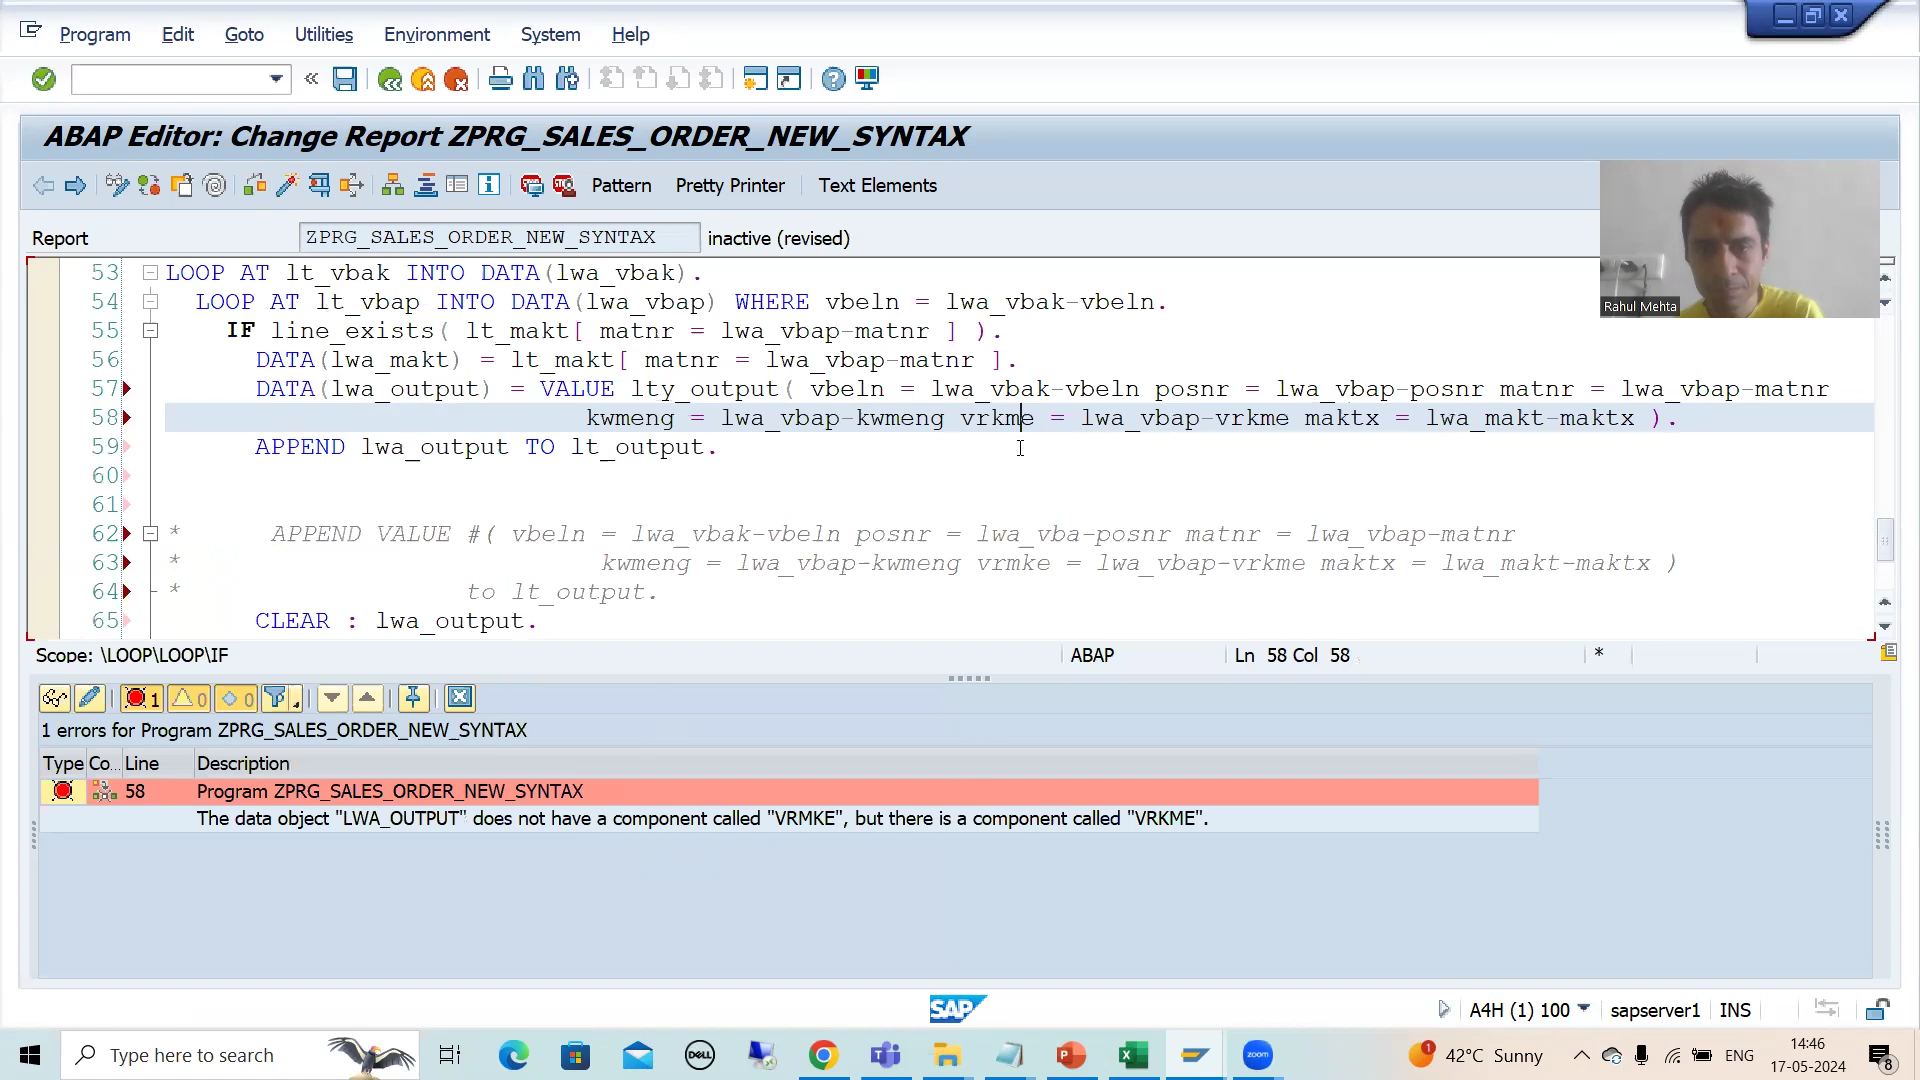 Program Edit Goto Utilities Environment System Help
ABAP Editor: Change Report ZPRG_SALES_ORDER_NEW_SYNTAX
Pattern Pretty Printer Text Elements
Report ZPRG_SALES_ORDER_NEW_SYNTAX inactive (revised)
Rahul Mehta
53 LOOP AT lt_vbak INTO DATA(lwa_vbak).
54 LOOP AT lt_vbap INTO DATA(lwa_vbap) WHERE vbeln = lwa_vbak-vbeln.
55 IF line_exists( lt_makt[ matnr = lwa_vbap-matnr ] ).
56 DATA(lwa_makt) = lt_makt[ matnr = lwa_vbap-matnr ].
57 DATA(lwa_output) = VALUE lty_output( vbeln = lwa_vbak-vbeln posnr = lwa_vbap-posnr matnr = lwa_vbap-matnr
58 kwmeng = lwa_vbap-kwmeng vrkme = lwa_vbap-vrkme maktx = lwa_makt-maktx ).
59 APPEND lwa_output TO lt_output.
60
61
62 * APPEND VALUE #( vbeln = lwa_vbak-vbeln posnr = lwa_vba-posnr matnr = lwa_vbap-matnr
63 * kwmeng = lwa_vbap-kwmeng vrmke = lwa_vbap-vrkme maktx = lwa_makt-maktx )
64 * to lt_output.
65 CLEAR : lwa_output.
Scope: \LOOP\LOOP\IF ABAP Ln 58 Col 58 *
1 0 0
1 errors for Program ZPRG_SALES_ORDER_NEW_SYNTAX
Type Co... Line Description
58 Program ZPRG_SALES_ORDER_NEW_SYNTAX
The data object "LWA_OUTPUT" does not have a component called "VRMKE", but there is a component called "VRKME".
SAP A4H (1) 100 sapserver1 INS
Type here to search DELL zoom 1 42°C Sunny ENG 14:46 17-05-2024 8